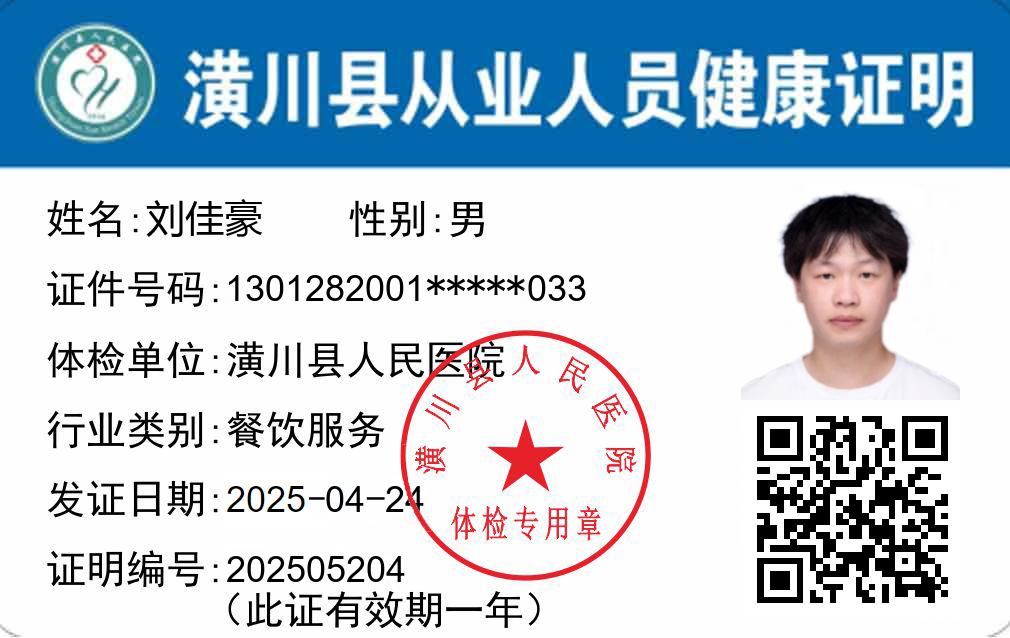 潢川县从业人员健康证明
姓名:刘佳豪 性别:男
证件号码:1301282001*****033
体检单位:潢川县人民医院
行业类别:餐饮服务
发证日期:2025-04-24
证明编号:202505204
(此证有效期一年)
潢川县人民医院
体检专用章